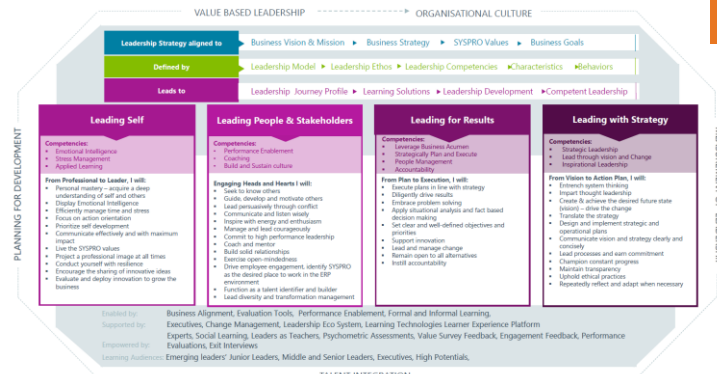 VALUE BASED LEADERSHIP ORGANISATIONAL CULTURE
Leadership Strategy aligned to Business Vision & Mission Business Strategy SYSPRO Values Business Goals
Defined by Leadership Model Leadership Ethos Leadership Competencies Characteristics Behaviors
Leads to Leadership Journey Profile Learning Solutions Leadership Development Competent Leadership
PLANNING FOR DEVELOPMENT
Leading Self
Competencies:
Emotional Intelligence
Stress Management
Applied Learning
From Professional to Leader, I will:
Personal mastery – acquire a deep
understanding of self and others
Display Emotional Intelligence
Efficiently manage time and stress
Focus on action orientation
Prioritize self development
Communicate effectively and with maximum
impact
Live the SYSPRO values
Project a professional image at all times
Conduct yourself with resilience
Encourage the sharing of innovative ideas
Evaluate and deploy innovation to grow the
business
Leading People & Stakeholders
Competencies:
Performance Enablement
Coaching
Build and Sustain culture
Engaging Heads and Hearts I will:
Seek to know others
Guide, develop and motivate others
Lead persuasively through conflict
Communicate and listen wisely
Inspire with energy and enthusiasm
Manage and lead courageously
Commit to high performance leadership
Coach and mentor
Build solid relationships
Exercise open-mindedness
Drive employee engagement, identify SYSPRO
as the desired place to work in the ERP
environment
Function as a talent identifier and builder
Lead diversity and transformation management
Leading for Results
Competencies:
Leverage Business Acumen
Strategically Plan and Execute
People Management
Accountability
From Plan to Execution, I will:
Execute plans in line with strategy
Diligently drive results
Embrace problem solving
Apply situational analysis and fact based
decision making
Set clear and well-defined objectives and
priorities
Support innovation
Lead and manage change
Remain open to all alternatives
Instill accountability
Leading with Strategy
Competencies:
Strategic Leadership
Lead through vision and Change
Inspirational Leadership
From Vision to Action Plan, I will:
Entrench system thinking
Impart thought leadership
Create & achieve the desired future state
(vision) – drive the change
Translate the strategy
Design and implement strategic and
operational plans
Communicate vision and strategy clearly and
concisely
Lead processes and earn commitment
Champion constant progress
Maintain transparency
Uphold ethical practices
Repeatedly reflect and adapt when necessary
Enabled by: Business Alignment, Evaluation Tools, Performance Enablement, Formal and Informal Learning,
Supported by: Executives, Change Management, Leadership Eco System, Learning Technologies Learner Experience Platform
Experts, Social Learning, Leaders as Teachers, Psychometric Assessments, Value Survey Feedback, Engagement Feedback, Performance
Empowered by: Evaluations, Exit Interviews
Learning Audiences: Emerging leaders' Junior Leaders, Middle and Senior Leaders, Executives, High Potentials,
TALENT INTEGRATION